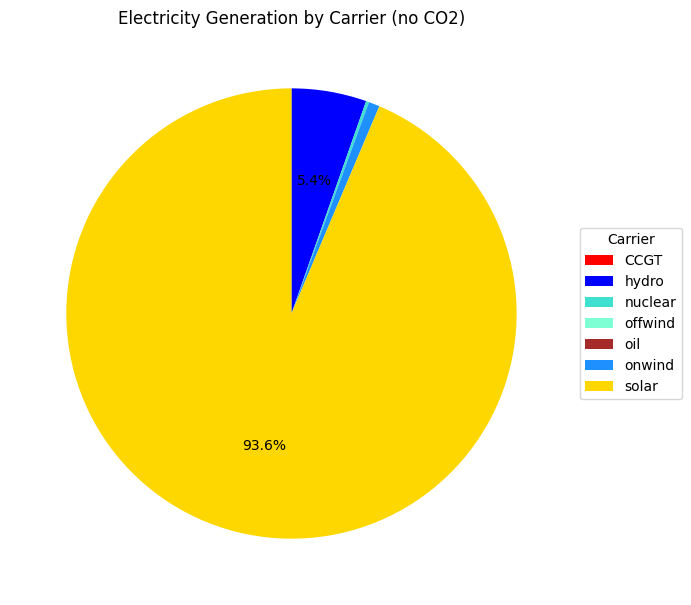 Electricity Generation by Carrier (no CO2)
5.4%
93.6%
Carrier
CCGT
hydro
nuclear
offwind
oil
onwind
solar